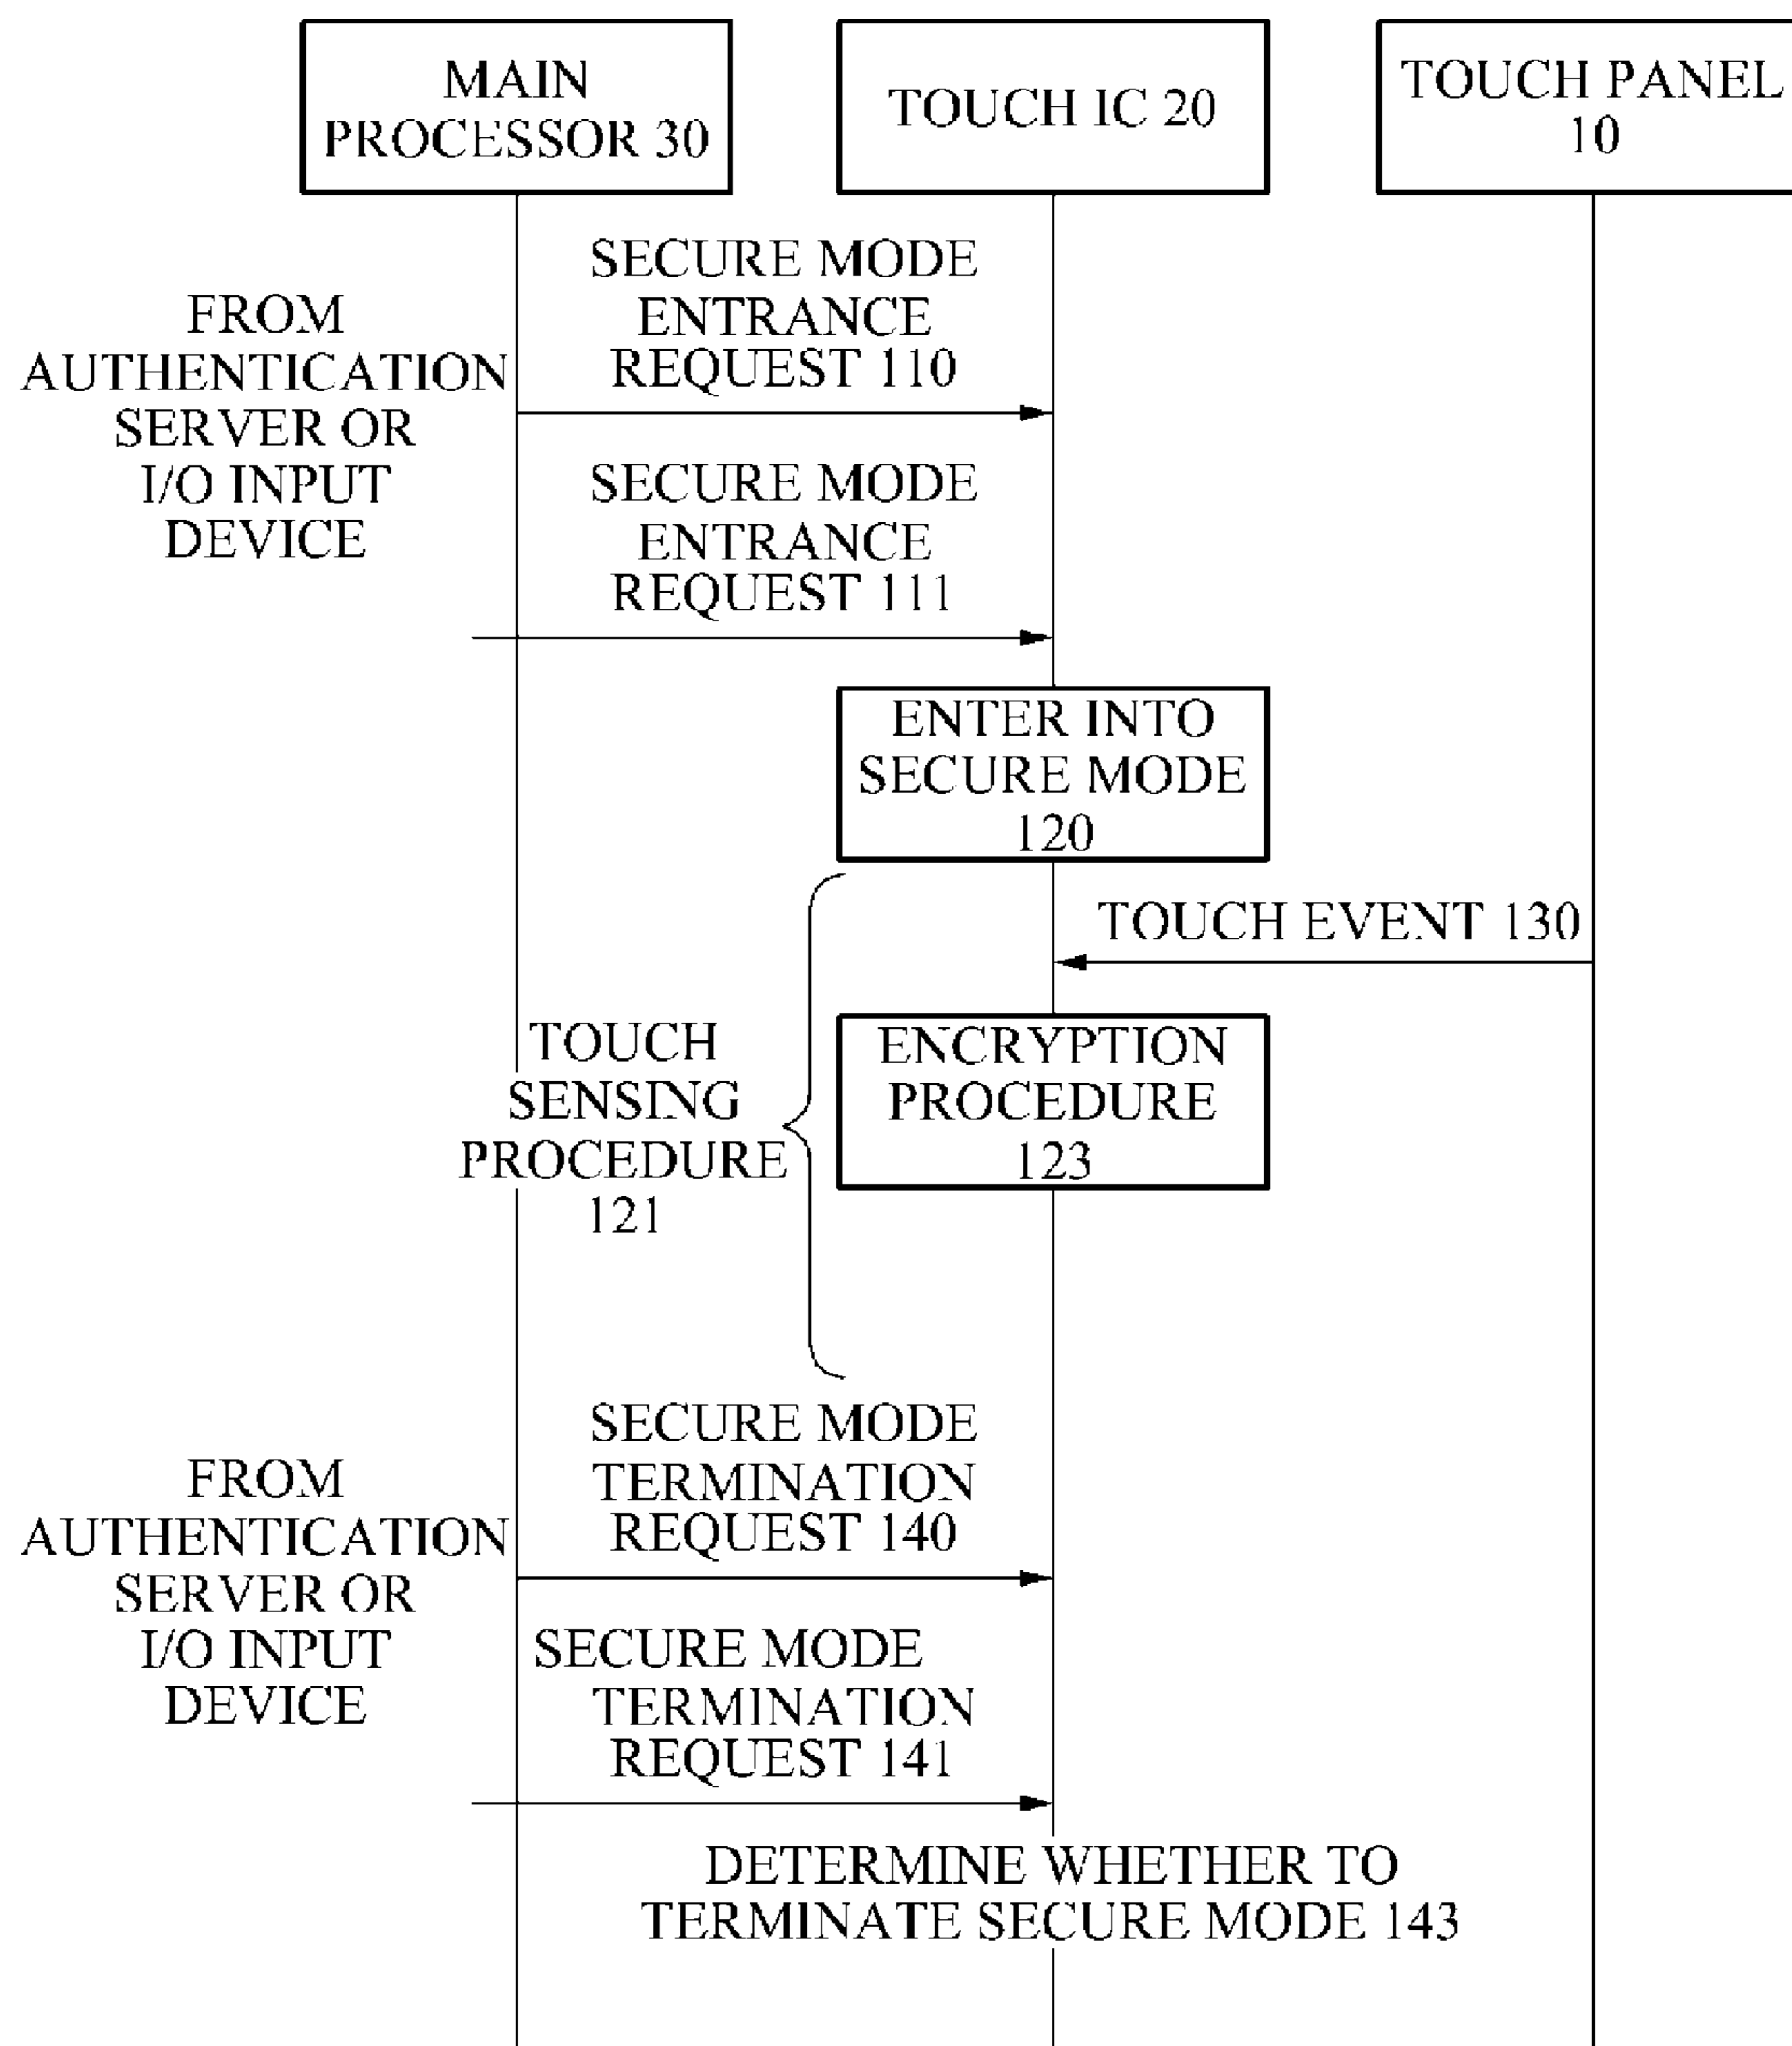 MAIN
PROCESSOR 30
TOUCH IC 20
TOUCH PANEL
10
SECURE MODE
ENTRANCE
REQUEST 110
FROM
AUTHENTICATION
SERVER OR
I/O INPUT
DEVICE
SECURE MODE
ENTRANCE
REQUEST 111
ENTER INTO
SECURE MODE
120
TOUCH EVENT 130
TOUCH
SENSING
PROCEDURE
121
ENCRYPTION
PROCEDURE
123
SECURE MODE
TERMINATION
REQUEST 140
FROM
AUTHENTICATION
SERVER OR
I/O INPUT
DEVICE
SECURE MODE
TERMINATION
REQUEST 141
DETERMINE WHETHER TO
TERMINATE SECURE MODE 143